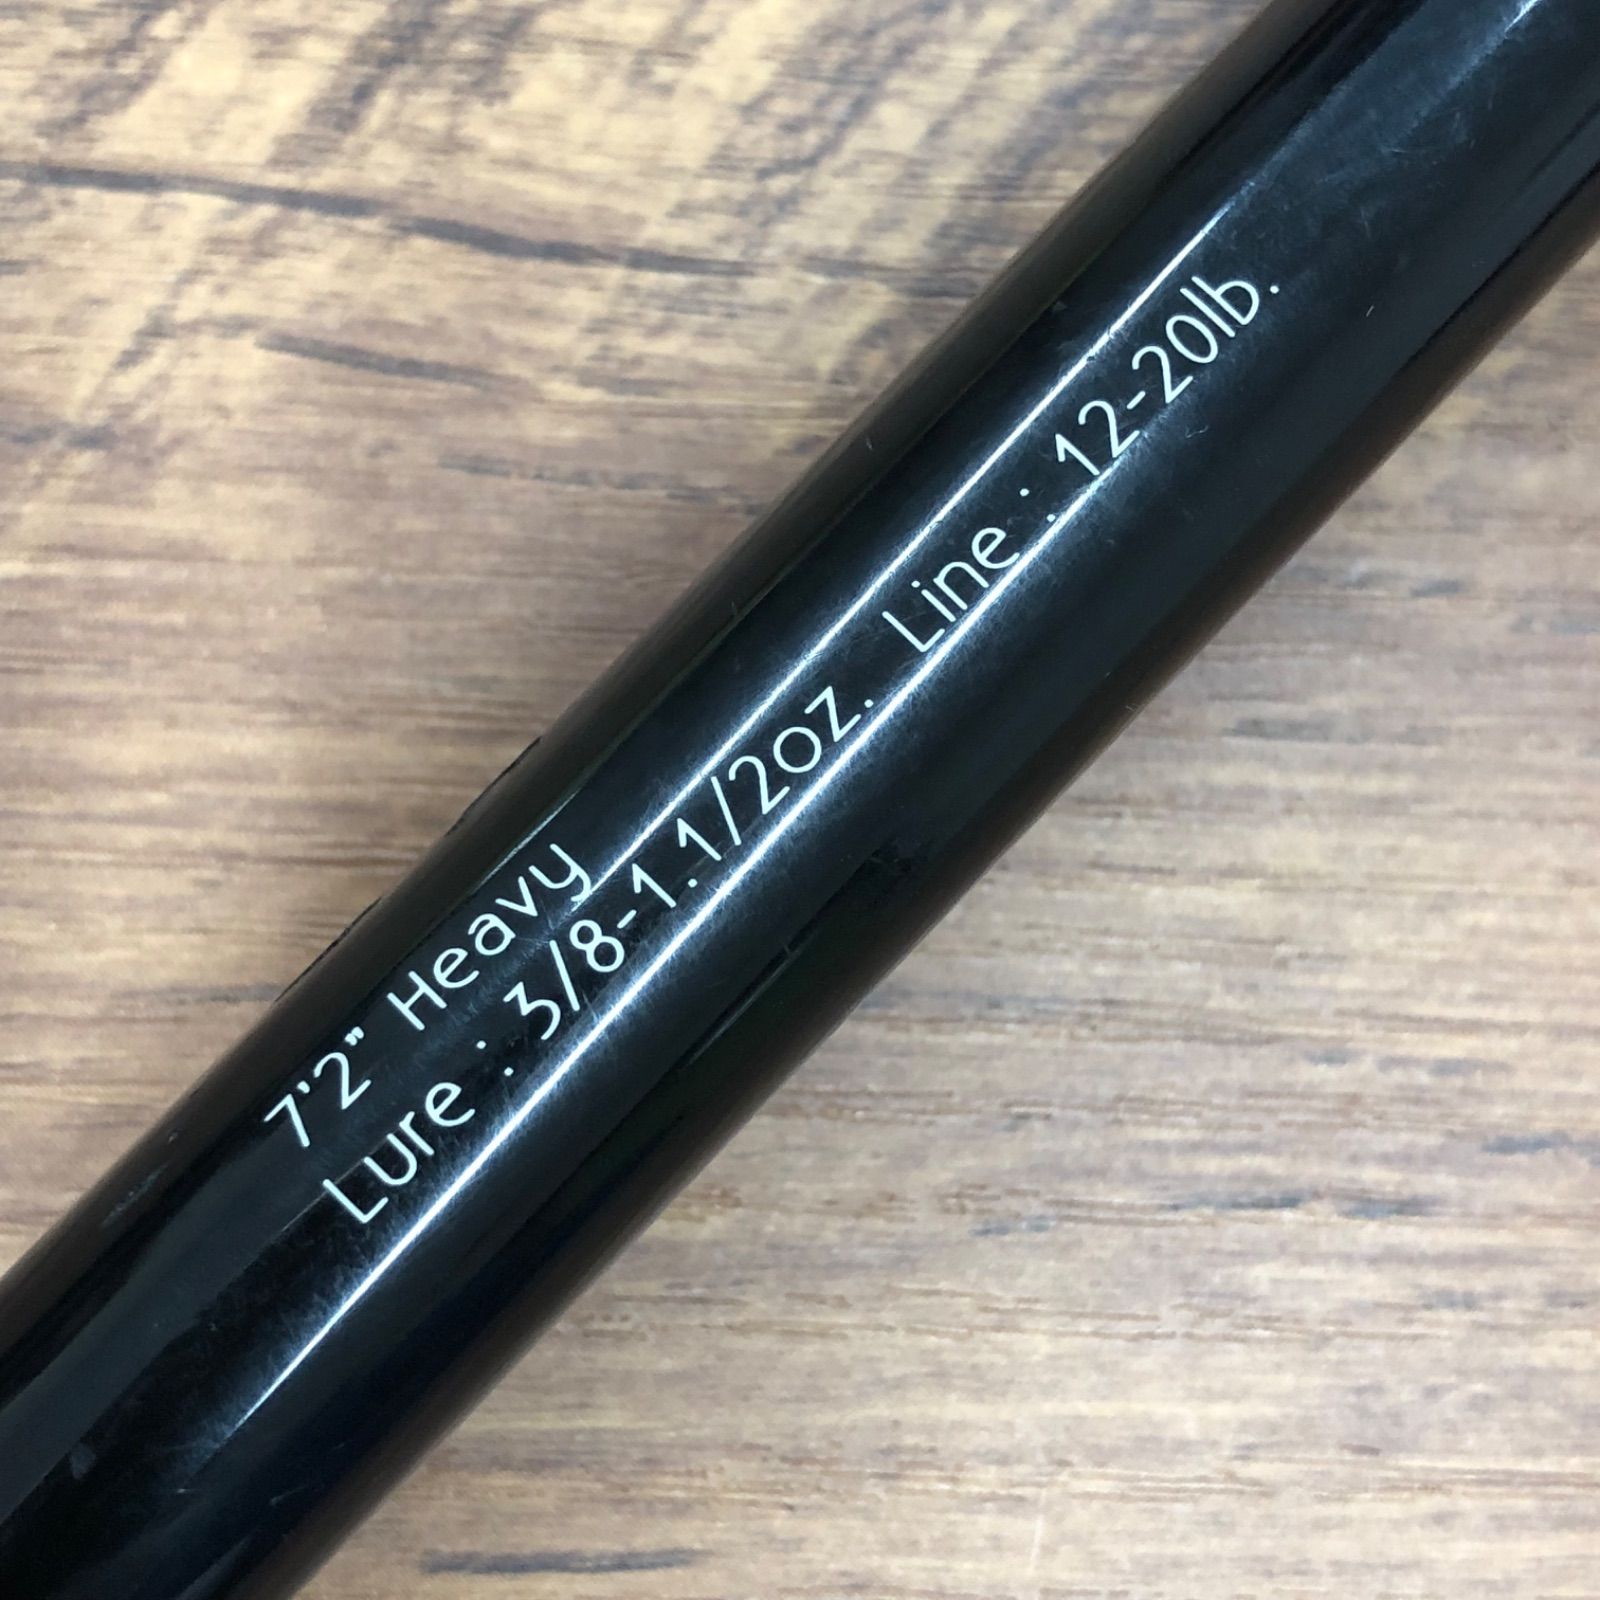 7'2" Heavy
Lure : 3/8-1.1/2oz. Line : 12-20lb.